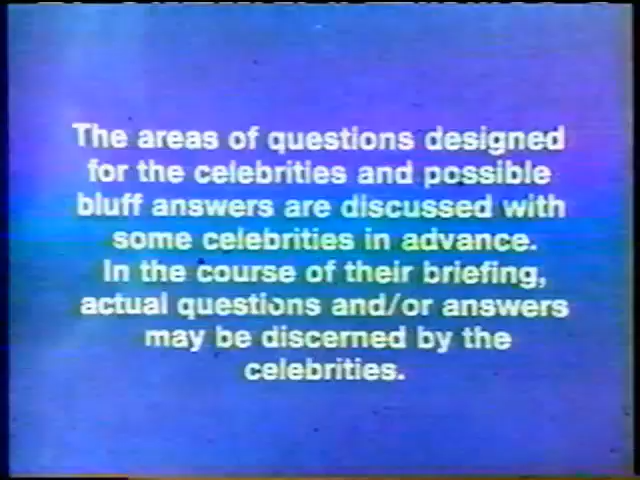 The areas of questions designed
for the celebrities and possible
bluff answers are discussed with
some celebrities in advance.
In the course of their briefing,
actual questions and/or answers
may be discerned by the
celebrities.